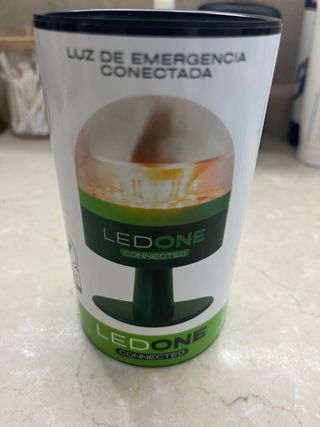 LUZ DE EMERGENCIA
CONECTADA
LEDONE
CONNECTED
LEDONE
CONNECTED